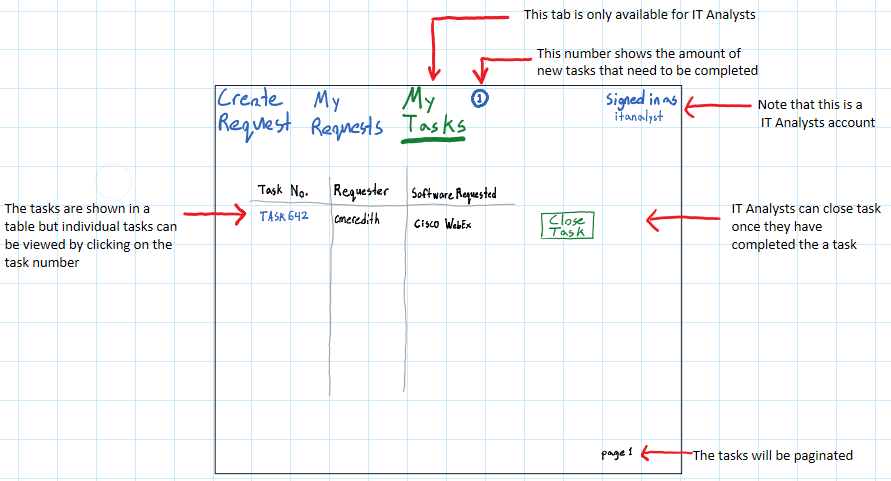 This tab is only available for IT Analysts
This number shows the amount of
new tasks that need to be completed
Create
Request
My
Requests
My
Tasks
1
Signed in as
itanalyst
Note that this is a
IT Analysts account
Task No.
Requester
Software Requested
TASK642
cmeredith
Cisco WebEx
Close
Task
The tasks are shown in a
table but individual tasks can
be viewed by clicking on the
task number
IT Analysts can close task
once they have
completed the a task
page 1
The tasks will be paginated